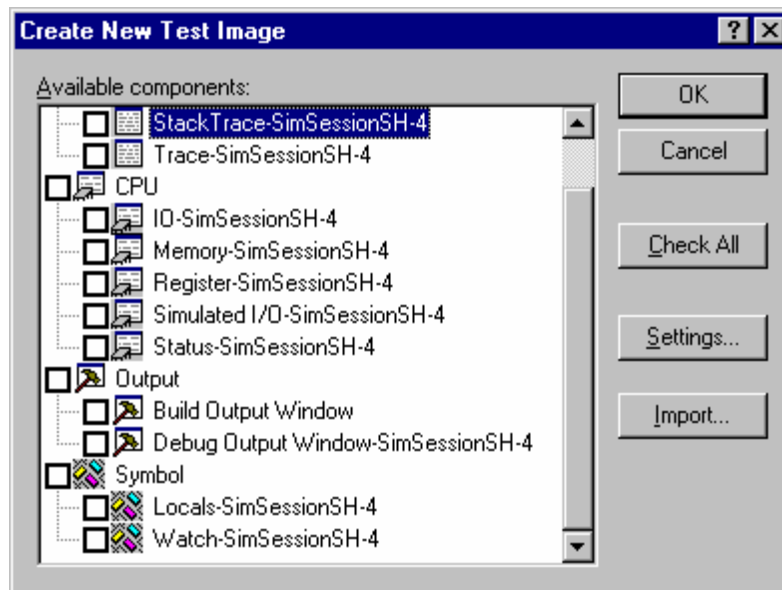 Create New Test Image
Available components:
StackTrace-SimSessionSH-4
Trace-SimSessionSH-4
CPU
IO-SimSessionSH-4
Memory-SimSessionSH-4
Register-SimSessionSH-4
Simulated I/O-SimSessionSH-4
Status-SimSessionSH-4
Output
Build Output Window
Debug Output Window-SimSessionSH-4
Symbol
Locals-SimSessionSH-4
Watch-SimSessionSH-4
OK
Cancel
Check All
Settings...
Import...